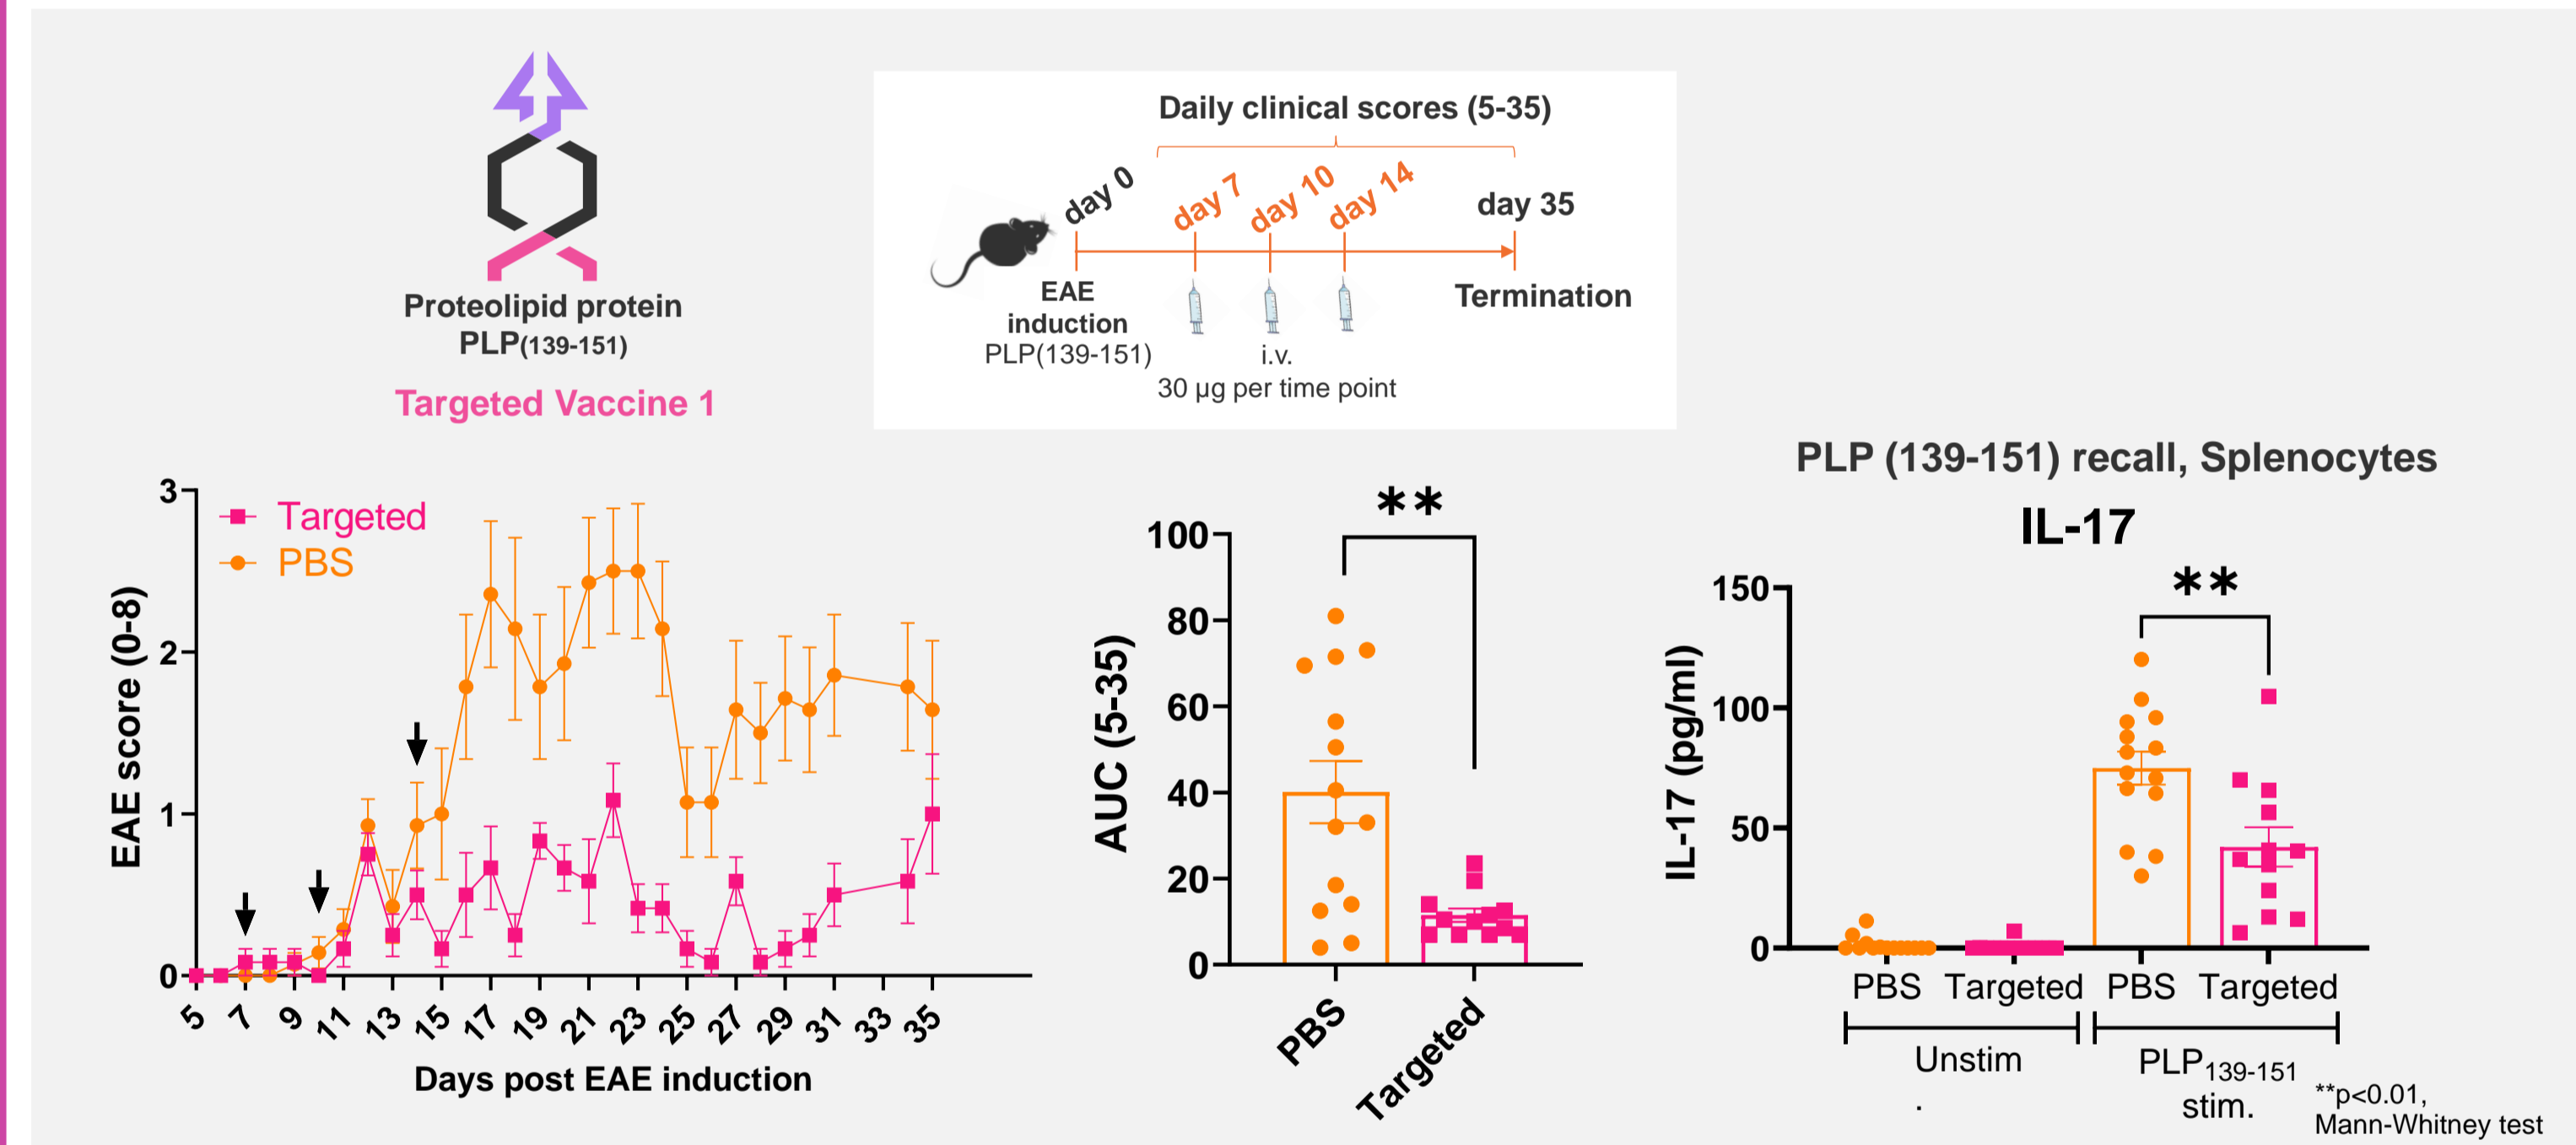 Proteolipid protein
PLP(139-151)
Targeted Vaccine 1
Daily clinical scores (5-35)
day 0
day 7
day 10
day 14
day 35
EAE
induction
PLP(139-151)
i.v.
30 µg per time point
Termination
EAE score (0-8)
3
2
1
0
Targeted
PBS
5 7 9 11 13 15 17 19 21 23 25 27 29 31 33 35
Days post EAE induction
AUC (5-35)
100
80
60
40
20
0
**
PBS
Targeted
PLP (139-151) recall, Splenocytes
IL-17
IL-17 (pg/ml)
150
100
50
0
**
PBS Targeted PBS Targeted
Unstim
.
PLP139-151
stim.
**p<0.01,
Mann-Whitney test